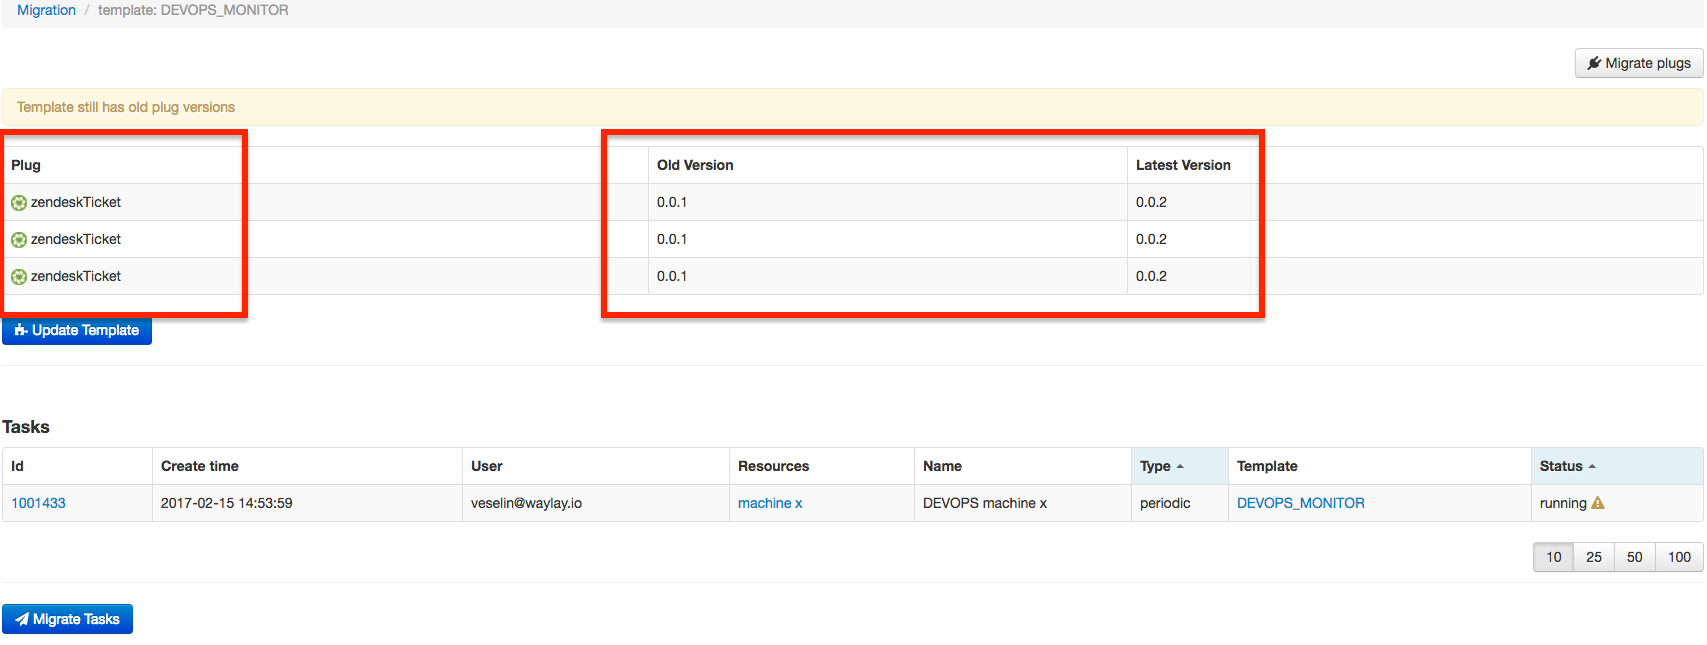 Migration / template: DEVOPS_MONITOR
Migrate plugs
Template still has old plug versions
Plug Old Version Latest Version
zendeskTicket 0.0.1 0.0.2
zendeskTicket 0.0.1 0.0.2
zendeskTicket 0.0.1 0.0.2
Update Template
Tasks
Id Create time User Resources Name Type Template Status
1001433 2017-02-15 14:53:59 veselin@waylay.io machine x DEVOPS machine x periodic DEVOPS_MONITOR running
10 25 50 100
Migrate Tasks